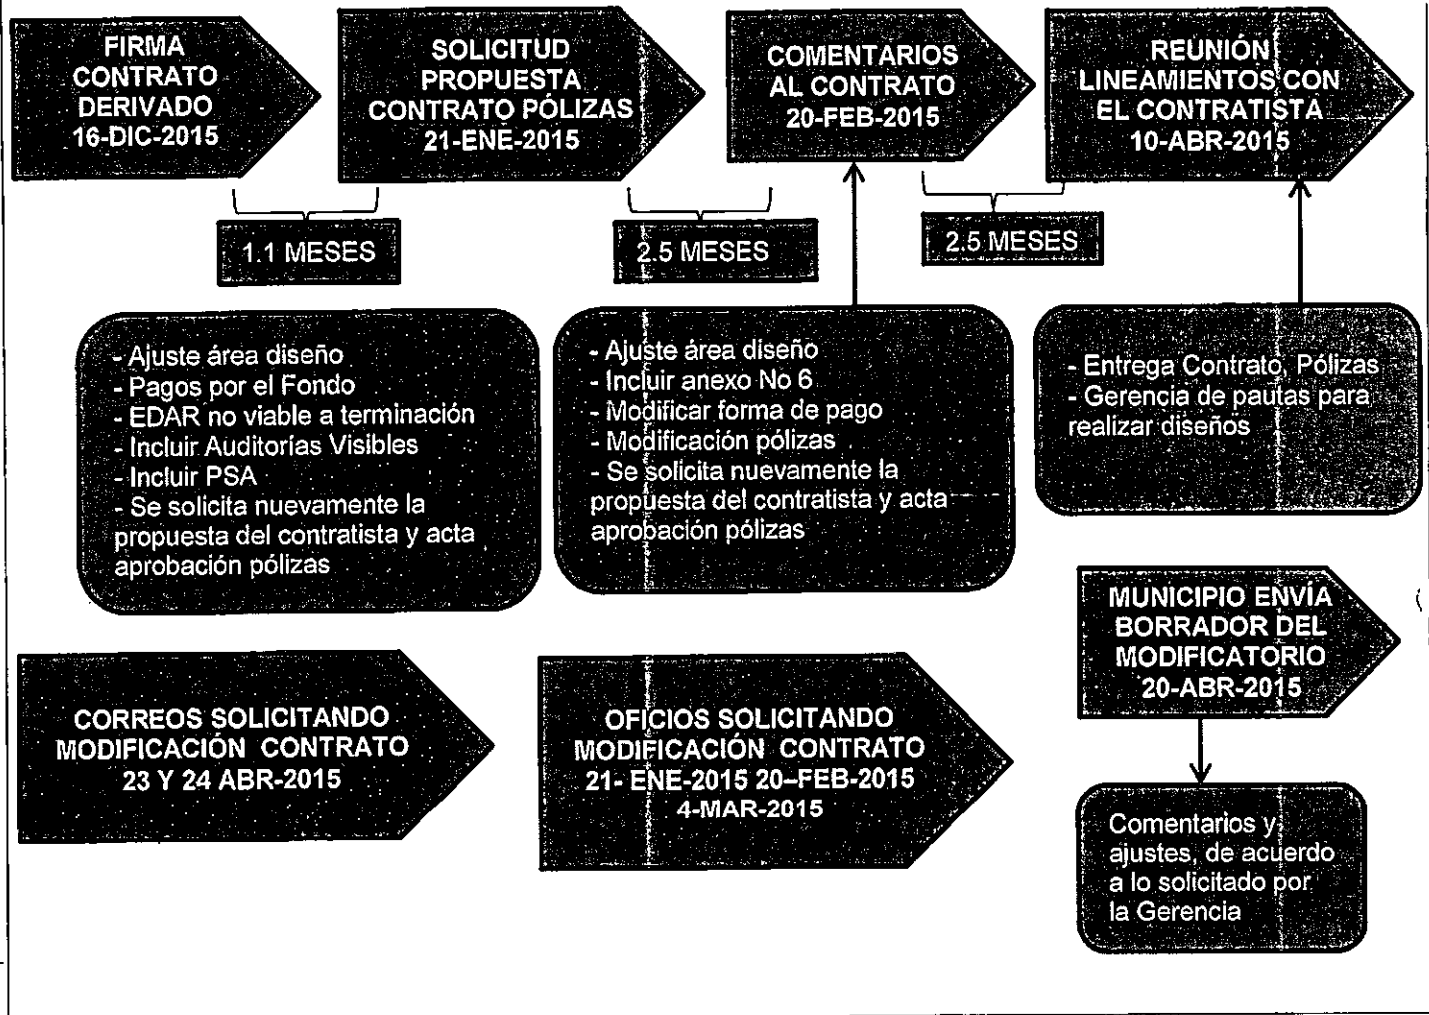 FIRMA
CONTRATO
DERIVADO
16-DIC-2015
SOLICITUD
PROPUESTA
CONTRATO PÓLIZAS
21-ENE-2015
COMENTARIOS
AL CONTRATO
20-FEB-2015
REUNIÓN
LINEAMIENTOS CON
EL CONTRATISTA
10-ABR-2015
1.1 MESES
2.5 MESES
2.5 MESES
- Ajuste área diseño
- Pagos por el Fondo
- EDAR no viable a terminación
- Incluir Auditorías Visibles
- Incluir PSA
- Se solicita nuevamente la
propuesta del contratista y acta
aprobación pólizas
- Ajuste área diseño
- Incluir anexo No 6
- Modificar forma de pago
- Modificación pólizas
- Se solicita nuevamente la
propuesta del contratista y acta
aprobación pólizas
- Entrega Contrato, Pólizas
- Gerencia de pautas para
realizar diseños
MUNICIPIO ENVÍA
BORRADOR DEL
MODIFICATORIO
20-ABR-2015
CORREOS SOLICITANDO
MODIFICACIÓN CONTRATO
23 Y 24 ABR-2015
OFICIOS SOLICITANDO
MODIFICACIÓN CONTRATO
21- ENE-2015 20–FEB-2015
4-MAR-2015
Comentarios y
ajustes, de acuerdo
a lo solicitado por
la Gerencia